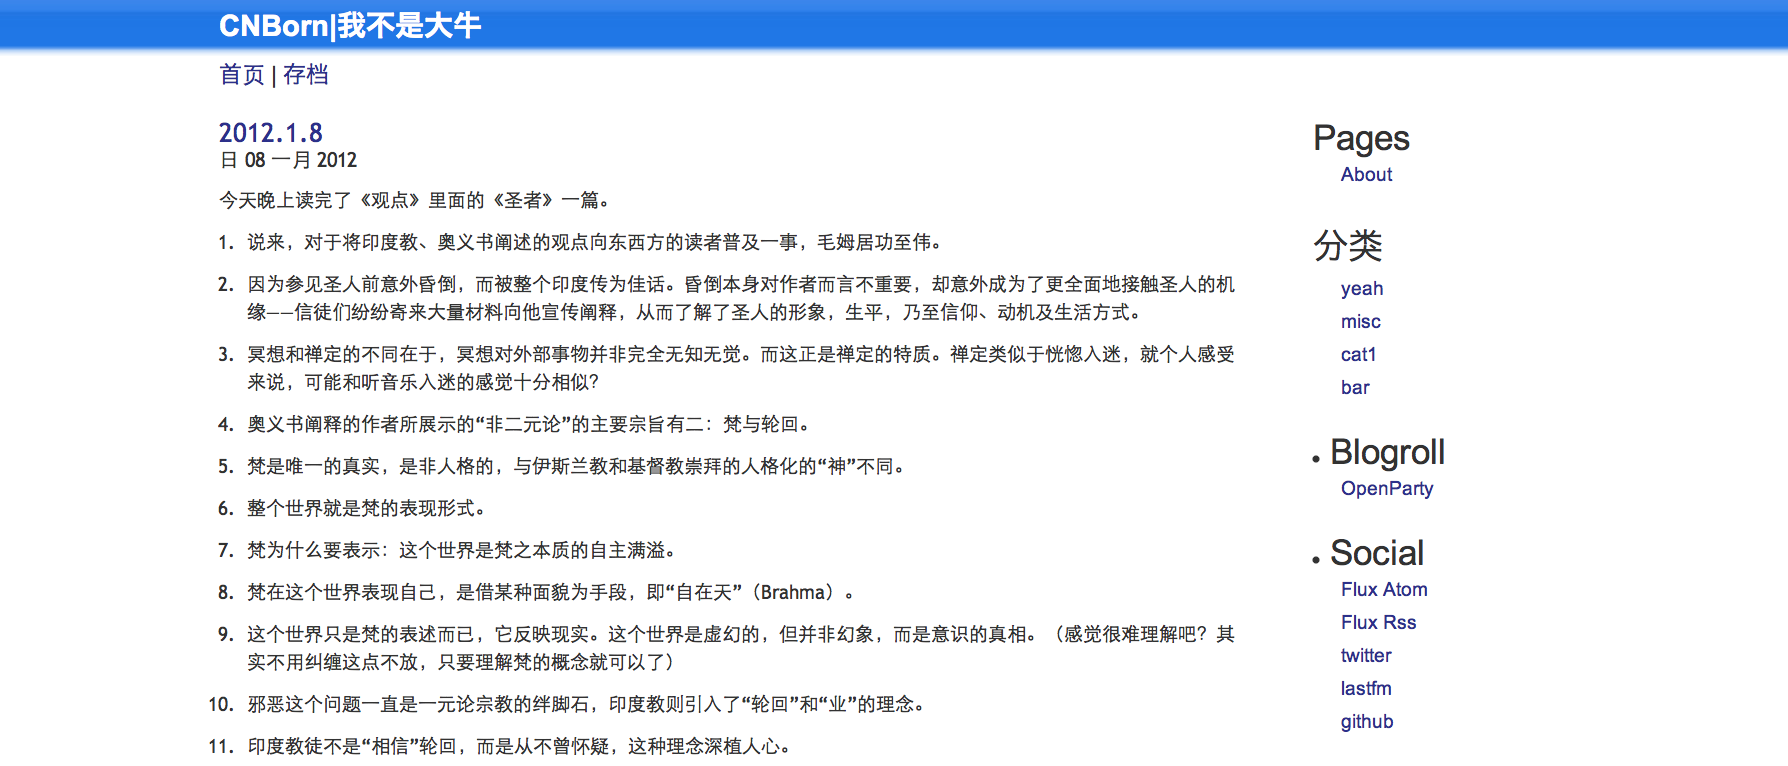 CNBorn|我不是大牛
首页 | 存档
2012.1.8
日 08 一月 2012
今天晚上读完了《观点》里面的《圣者》一篇。
1. 说来，对于将印度教、奥义书阐述的观点向东西方的读者普及一事，毛姆居功至伟。
2. 因为参见圣人前意外昏倒，而被整个印度传为佳话。昏倒本身对作者而言不重要，却意外成为了更全面地接触圣人的机
缘——信徒们纷纷寄来大量材料向他宣传阐释，从而了解了圣人的形象，生平，乃至信仰、动机及生活方式。
3. 冥想和禅定的不同在于，冥想对外部事物并非完全无知无觉。而这正是禅定的特质。禅定类似于恍惚入迷，就个人感受
来说，可能和听音乐入迷的感觉十分相似？
4. 奥义书阐释的作者所展示的“非二元论”的主要宗旨有二：梵与轮回。
5. 梵是唯一的真实，是非人格的，与伊斯兰教和基督教崇拜的人格化的“神”不同。
6. 整个世界就是梵的表现形式。
7. 梵为什么要表示：这个世界是梵之本质的自主满溢。
8. 梵在这个世界表现自己，是借某种面貌为手段，即“自在天”（Brahma）。
9. 这个世界只是梵的表述而已，它反映现实。这个世界是虚幻的，但并非幻象，而是意识的真相。（感觉很难理解吧？其
实不用纠缠这点不放，只要理解梵的概念就可以了）
10. 邪恶这个问题一直是一元论宗教的绊脚石，印度教则引入了“轮回”和“业”的理念。
11. 印度教徒不是“相信”轮回，而是从不曾怀疑，这种理念深植人心。
Pages
About
分类
yeah
misc
cat1
bar
• Blogroll
OpenParty
• Social
Flux Atom
Flux Rss
twitter
lastfm
github